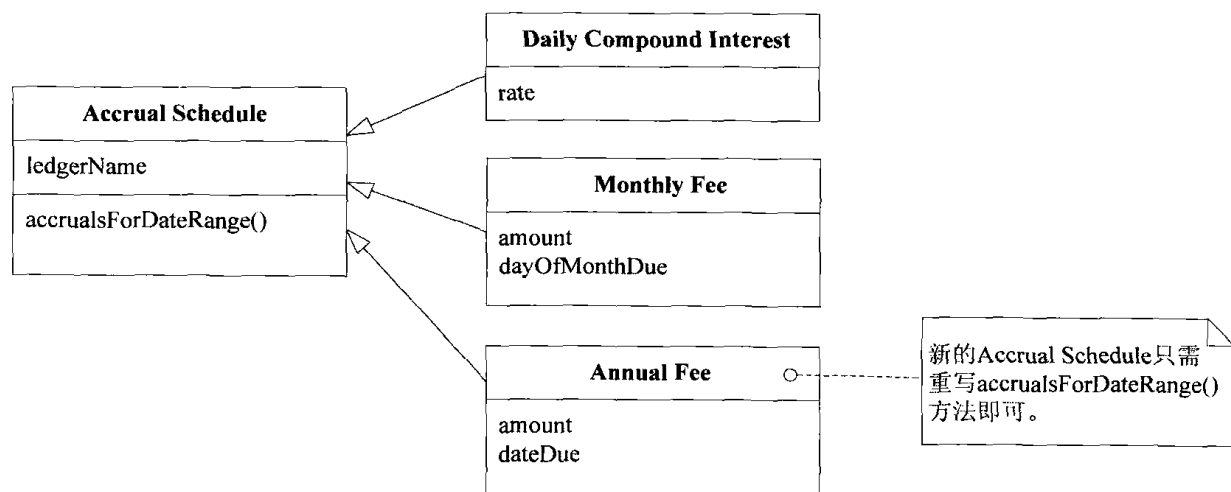 Daily Compound Interest
rate
Accrual Schedule
ledgerName
accrualsForDateRange()
Monthly Fee
amount
dayOfMonthDue
Annual Fee
amount
dateDue
新的Accrual Schedule只需
重写accrualsForDateRange()
方法即可。